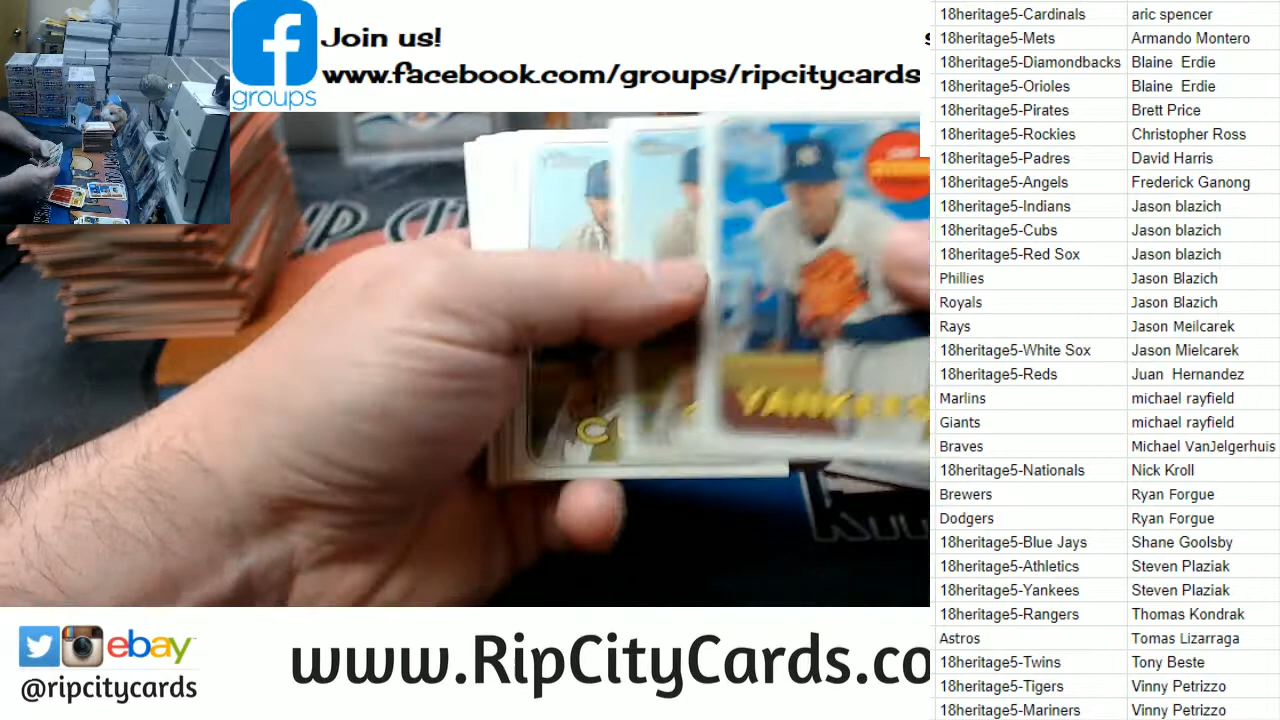 Join us!
www.facebook.com/groups/ripcitycards
groups
YANKEES
ebay
@ripcitycards
www.RipCityCards.co
18heritage5-Cardinals aric spencer
18heritage5-Mets Armando Montero
18heritage5-Diamondbacks Blaine Erdie
18heritage5-Orioles Blaine Erdie
18heritage5-Pirates Brett Price
18heritage5-Rockies Christopher Ross
18heritage5-Padres David Harris
18heritage5-Angels Frederick Ganong
18heritage5-Indians Jason blazich
18heritage5-Cubs Jason blazich
18heritage5-Red Sox Jason blazich
Phillies Jason Blazich
Royals Jason Blazich
Rays Jason Meilcarek
18heritage5-White Sox Jason Mielcarek
18heritage5-Reds Juan Hernandez
Marlins michael rayfield
Giants michael rayfield
Braves Michael VanJelgerhuis
18heritage5-Nationals Nick Kroll
Brewers Ryan Forgue
Dodgers Ryan Forgue
18heritage5-Blue Jays Shane Goolsby
18heritage5-Athletics Steven Plaziak
18heritage5-Yankees Steven Plaziak
18heritage5-Rangers Thomas Kondrak
Astros Tomas Lizarraga
18heritage5-Twins Tony Beste
18heritage5-Tigers Vinny Petrizzo
18heritage5-Mariners Vinny Petrizzo